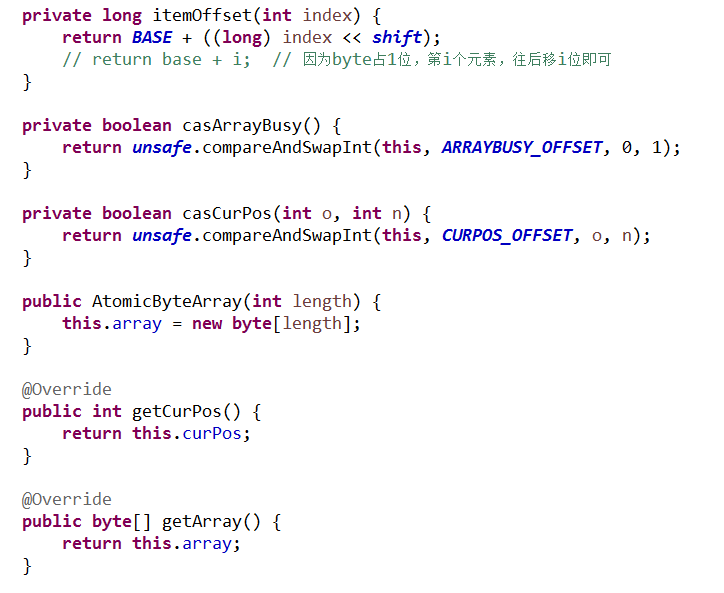 private long itemOffset(int index) {
    return BASE + ((long) index << shift);
    // return base + i;  // 因为byte占1位，第i个元素，往后移i位即可
}
private boolean casArrayBusy() {
    return unsafe.compareAndSwapInt(this, ARRAYBUSY_OFFSET, 0, 1);
}
private boolean casCurPos(int o, int n) {
    return unsafe.compareAndSwapInt(this, CURPOS_OFFSET, o, n);
}
public AtomicByteArray(int length) {
    this.array = new byte[length];
}
@Override
public int getCurPos() {
    return this.curPos;
}
@Override
public byte[] getArray() {
    return this.array;
}